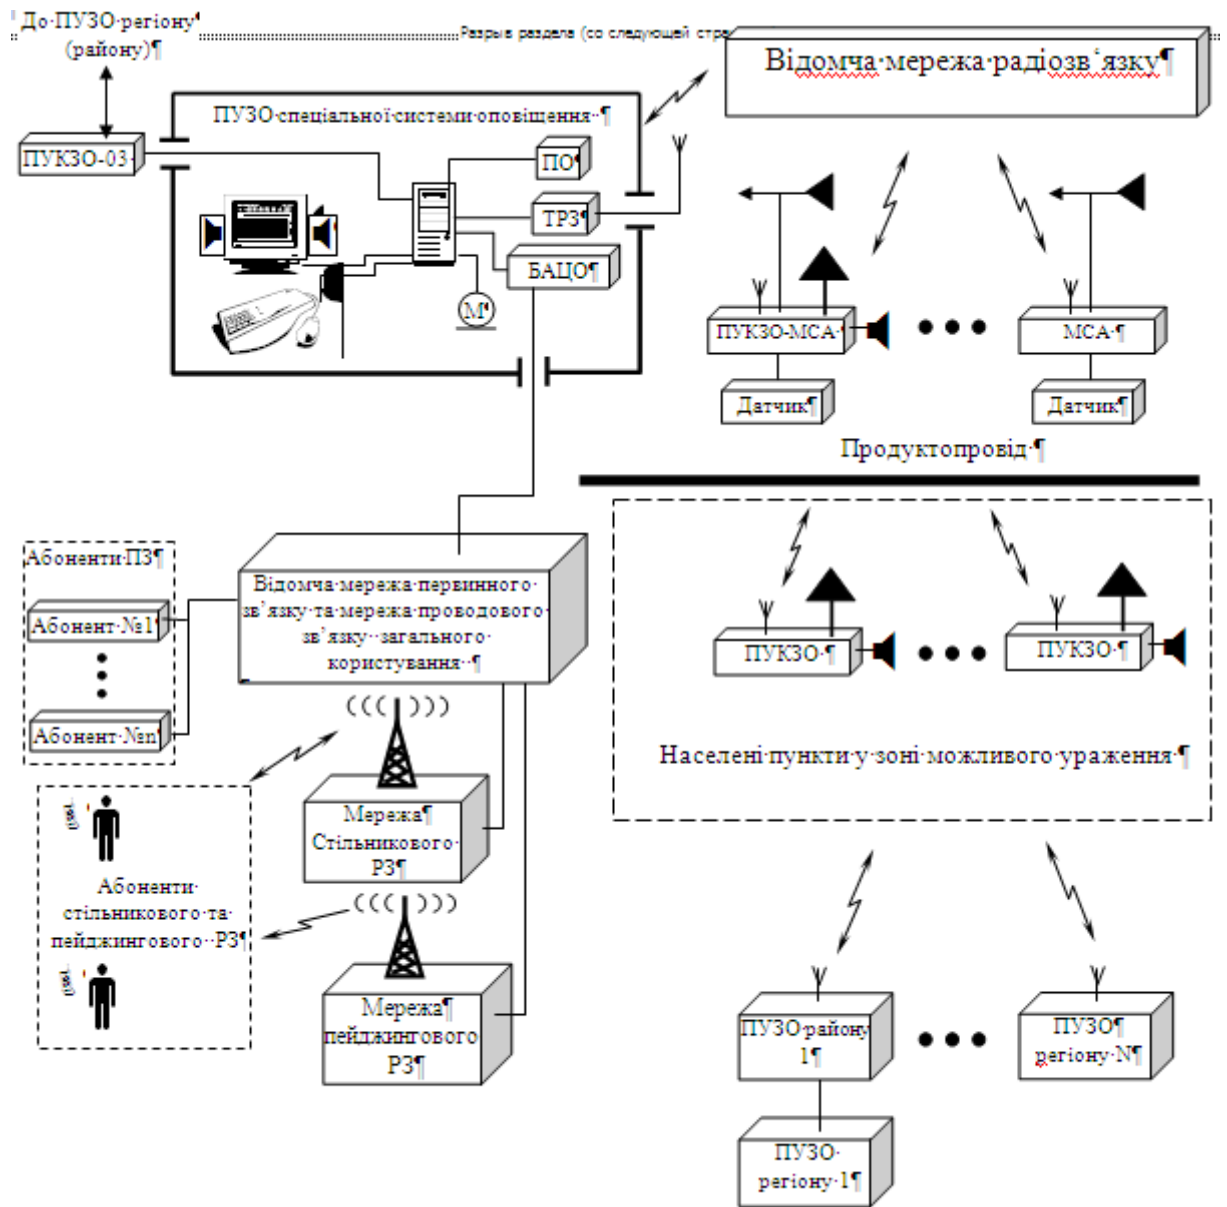 До·ПУЗО·регіону¶
(району)¶
Разрыв раздела (со следующей стра
Відомча·мережа·радіозв‘язку¶
ПУЗО·спеціальної·системи·оповіщення··¶
ПУКЗО-03·
ПО¶
ТРЗ¶
БАЦО¶
М¶
ПУКЗО-МСА·¶
МСА·¶
Датчик¶
Датчик¶
Продуктопровід·¶
Абоненти·ПЗ¶
Абонент·№1¶
Абонент·№n¶
Відомча·мережа·первинного·
зв’язку·та·мережа·проводового·
зв’язку··загального·
користування··¶
ПУКЗО·¶
ПУКЗО·¶
Населені·пункти·у·зоні·можливого·ураження·¶
Мережа¶
Стільникового·
РЗ¶
Абоненти·
стільникового·та·
пейджингового··РЗ¶
Мережа¶
пейджингового·
РЗ¶
ПУЗО·району·
1¶
ПУЗО¶
регіону·N¶
ПУЗО·
регіону·1¶